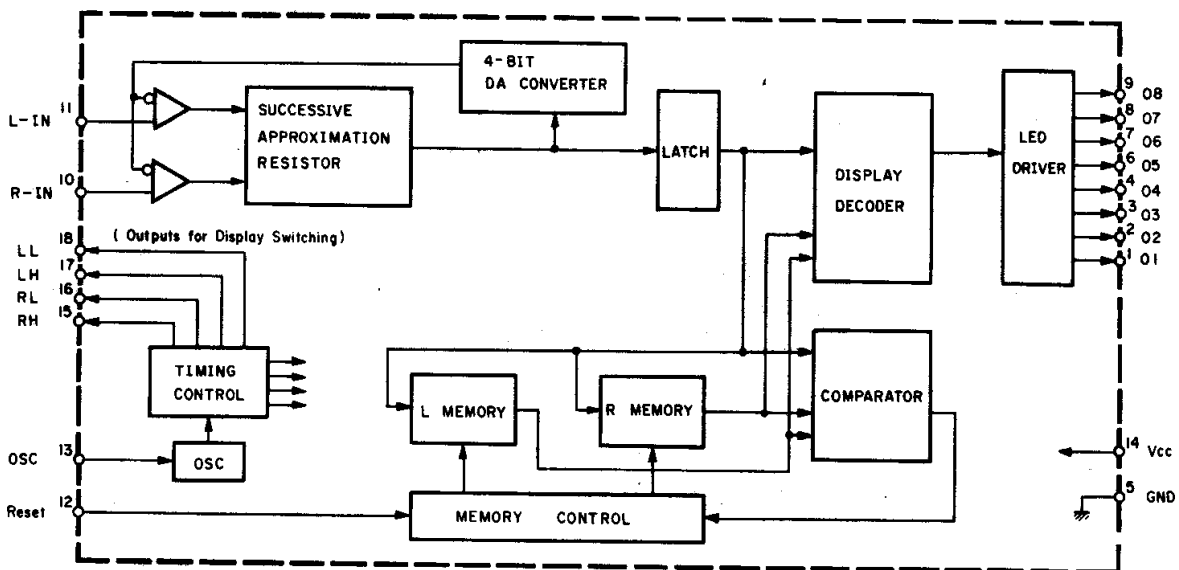 4-BIT
DA CONVERTER
11
L-IN
10
R-IN
SUCCESSIVE
APPROXIMATION
RESISTOR
LATCH
DISPLAY
DECODER
LED
DRIVER
9 08
8 07
7 06
6 05
4 04
3 03
2 02
1 01
( Outputs for Display Switching)
18
LL
17
LH
16
RL
15
RH
TIMING
CONTROL
L MEMORY
R MEMORY
COMPARATOR
13
OSC
OSC
12
Reset
MEMORY CONTROL
14 Vcc
5 GND